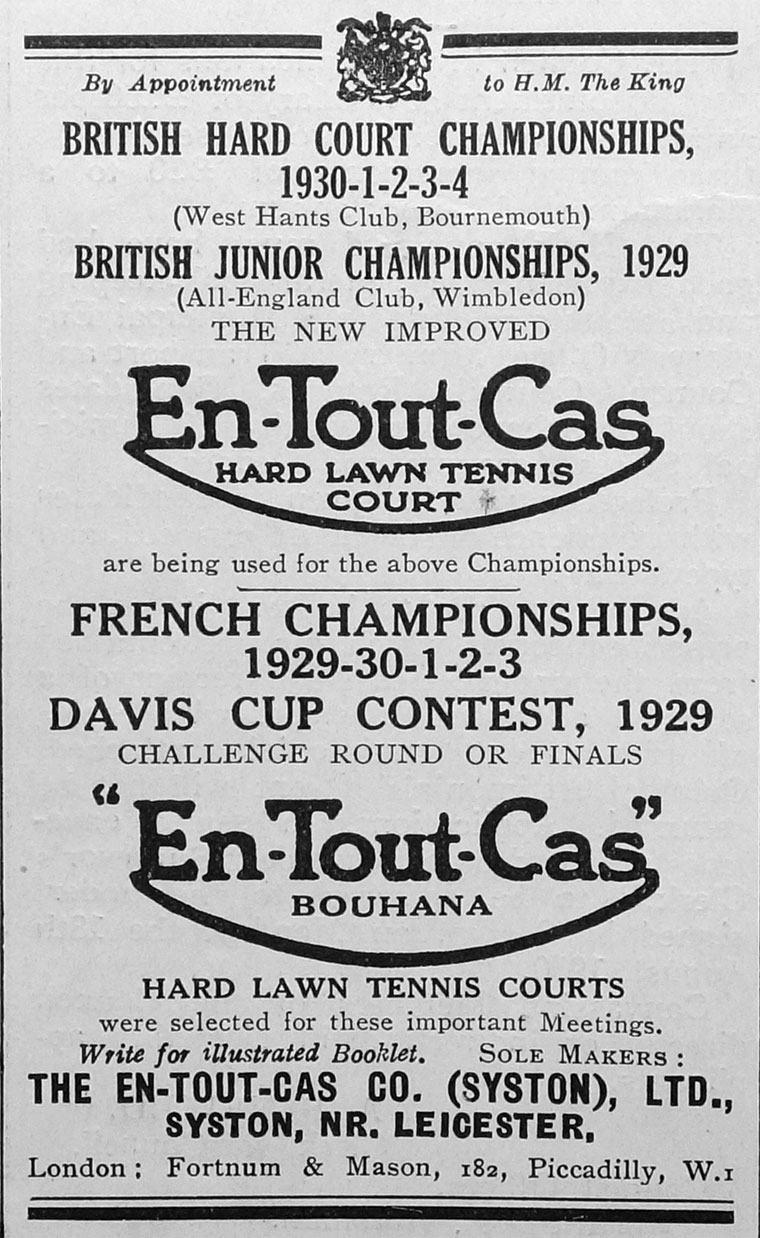 By Appointment to H.M. The King
BRITISH HARD COURT CHAMPIONSHIPS,
1930-1-2-3-4
(West Hants Club, Bournemouth)
BRITISH JUNIOR CHAMPIONSHIPS, 1929
(All-England Club, Wimbledon)
THE NEW IMPROVED
En-Tout-Cas
HARD LAWN TENNIS
COURT
are being used for the above Championships.
FRENCH CHAMPIONSHIPS,
1929-30-1-2-3
DAVIS CUP CONTEST, 1929
CHALLENGE ROUND OR FINALS
“En-Tout-Cas”
BOUHANA
HARD LAWN TENNIS COURTS
were selected for these important Meetings.
Write for illustrated Booklet. SOLE MAKERS :
THE EN-TOUT-CAS CO. (SYSTON), LTD.,
SYSTON, NR. LEICESTER.
London : Fortnum & Mason, 182, Piccadilly, W.1